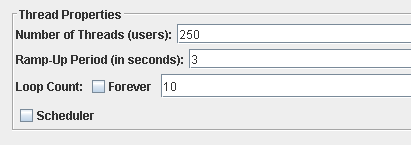 Thread Properties
Number of Threads (users): 250
Ramp-Up Period (in seconds): 3
Loop Count: Forever 10
Scheduler